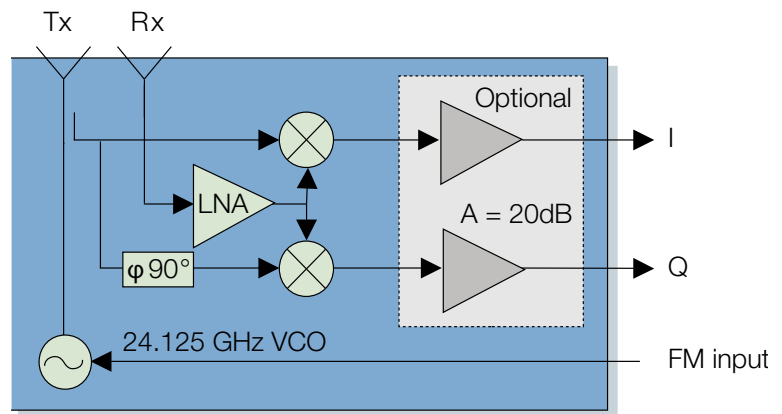 Tx
Rx
Optional
I
LNA
A = 20dB
φ 90°
Q
24.125 GHz VCO
FM input